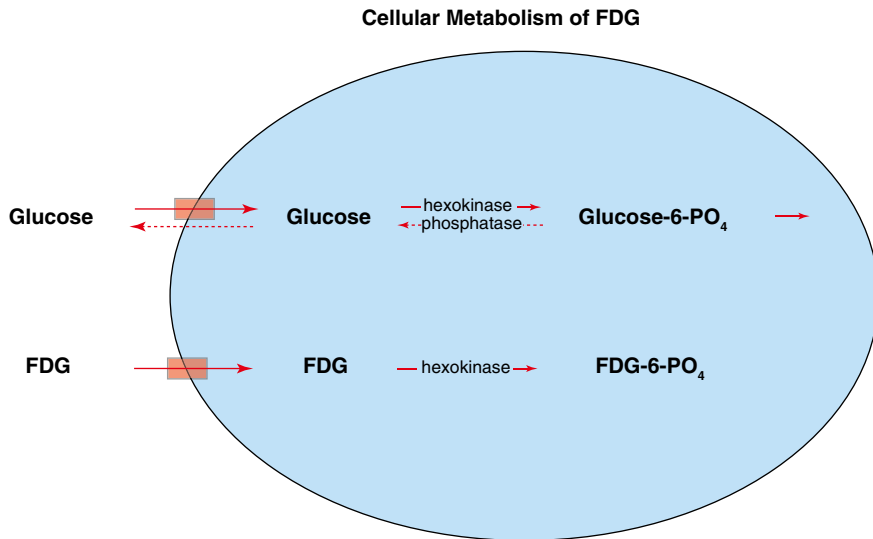 Cellular Metabolism of FDG
Glucose
Glucose
hexokinase
phosphatase
Glucose-6-PO₄
FDG
FDG
hexokinase
FDG-6-PO₄